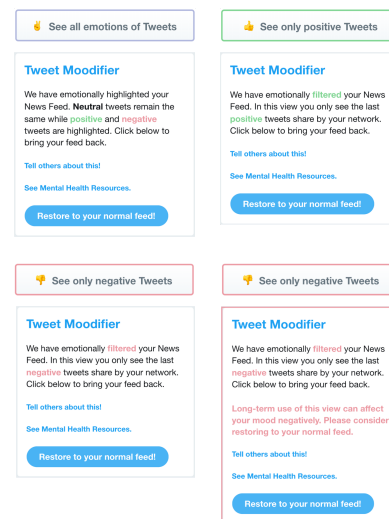 See all emotions of Tweets
Tweet Moodifier
We have emotionally highlighted your
News Feed. Neutral tweets remain the
same while positive and negative
tweets are highlighted. Click below to
bring your feed back.
Tell others about this!
See Mental Health Resources.
Restore to your normal feed!
See only positive Tweets
Tweet Moodifier
We have emotionally filtered your News
Feed. In this view you only see the last
positive tweets share by your network.
Click below to bring your feed back.
Tell others about this!
See Mental Health Resources.
Restore to your normal feed!
See only negative Tweets
Tweet Moodifier
We have emotionally filtered your News
Feed. In this view you only see the last
negative tweets share by your network.
Click below to bring your feed back.
Tell others about this!
See Mental Health Resources.
Restore to your normal feed!
See only negative Tweets
Tweet Moodifier
We have emotionally filtered your News
Feed. In this view you only see the last
negative tweets share by your network.
Click below to bring your feed back.
Long-term use of this view can affect
your mood negatively. Please consider
restoring to your normal feed.
Tell others about this!
See Mental Health Resources.
Restore to your normal feed!